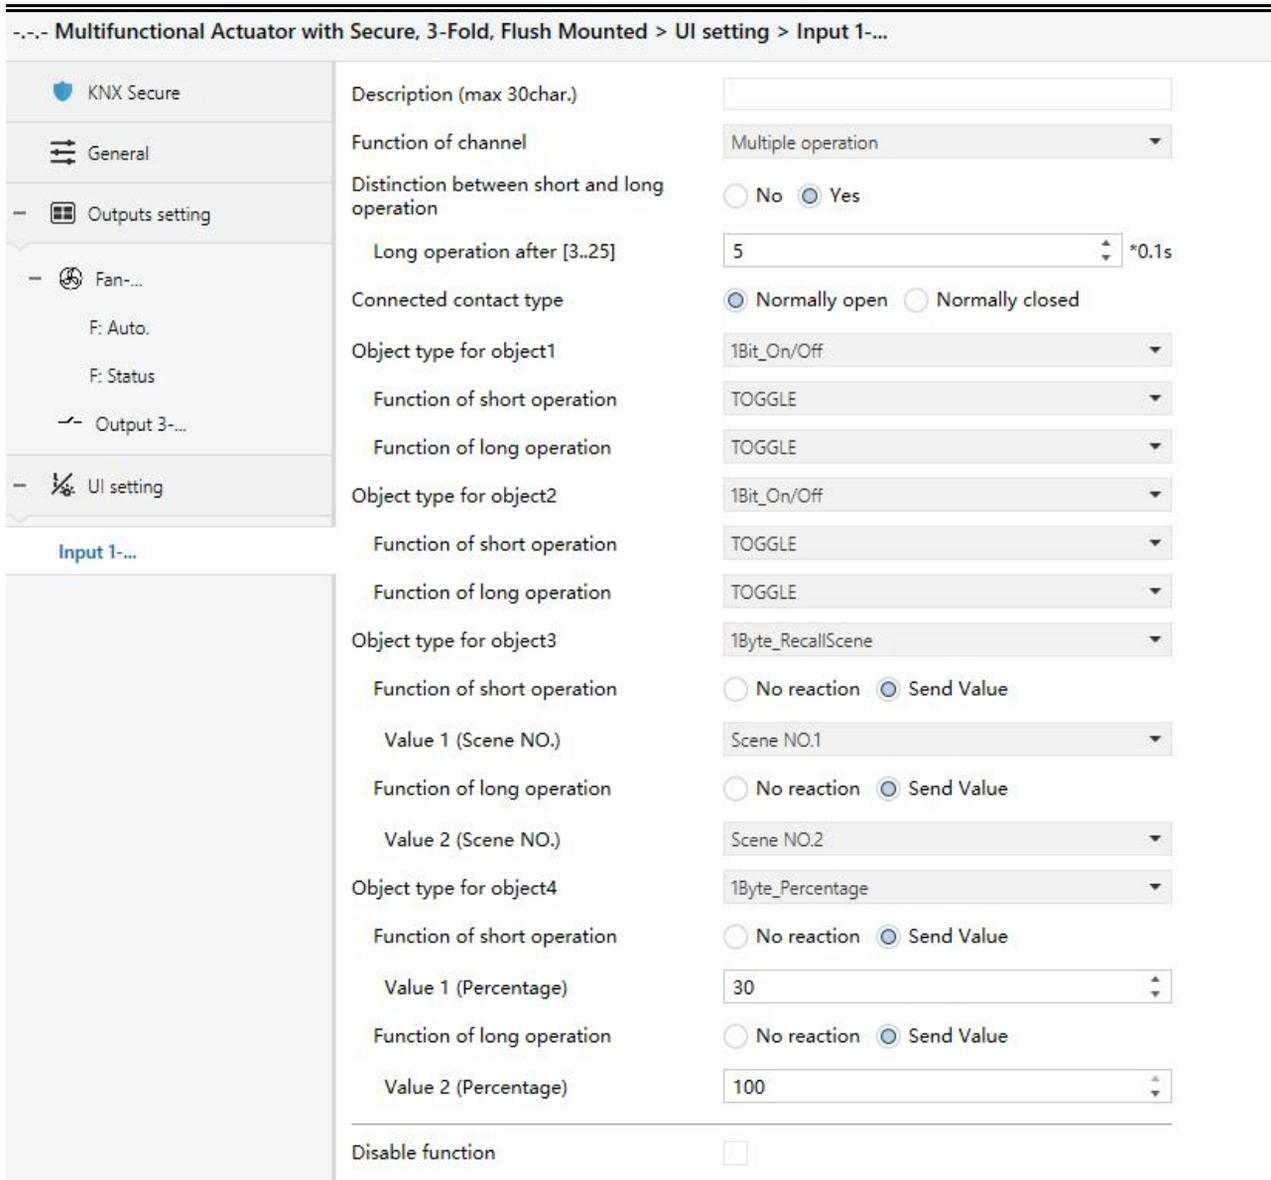 -.-.- Multifunctional Actuator with Secure, 3-Fold, Flush Mounted > UI setting > Input 1-...
KNX Secure
General
Outputs setting
Fan-...
F: Auto.
F: Status
Output 3-...
UI setting
Input 1-...
Description (max 30char.)
Function of channel Multiple operation
Distinction between short and long
operation No Yes
Long operation after [3..25] 5 *0.1s
Connected contact type Normally open Normally closed
Object type for object1 1Bit_On/Off
Function of short operation TOGGLE
Function of long operation TOGGLE
Object type for object2 1Bit_On/Off
Function of short operation TOGGLE
Function of long operation TOGGLE
Object type for object3 1Byte_RecallScene
Function of short operation No reaction Send Value
Value 1 (Scene NO.) Scene NO.1
Function of long operation No reaction Send Value
Value 2 (Scene NO.) Scene NO.2
Object type for object4 1Byte_Percentage
Function of short operation No reaction Send Value
Value 1 (Percentage) 30
Function of long operation No reaction Send Value
Value 2 (Percentage) 100
Disable function